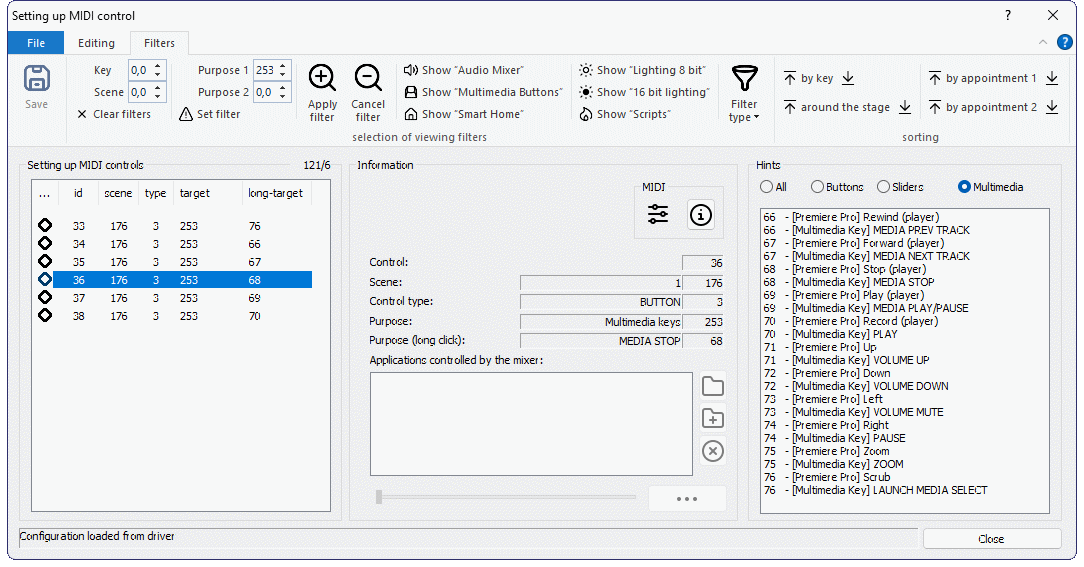 Setting up MIDI control
?
File Editing Filters
?
Save
Key 0,0
Scene 0,0
Clear filters
Purpose 1 253
Purpose 2 0,0
Set filter
Apply filter
Cancel filter
Show "Audio Mixer"
Show "Multimedia Buttons"
Show "Smart Home"
Show "Lighting 8 bit"
Show "16 bit lighting"
Show "Scripts"
selection of viewing filters
Filter type
by key
around the stage
by appointment 1
by appointment 2
sorting
Setting up MIDI controls 121/6
... id scene type target long-target
33 176 3 253 76
34 176 3 253 66
35 176 3 253 67
36 176 3 253 68
37 176 3 253 69
38 176 3 253 70
Information
MIDI
Control: 36
Scene: 1 176
Control type: BUTTON 3
Purpose: Multimedia keys 253
Purpose (long click): MEDIA STOP 68
Applications controlled by the mixer:
Hints
All Buttons Sliders Multimedia
66 - [Premiere Pro] Rewind (player)
66 - [Multimedia Key] MEDIA PREV TRACK
67 - [Premiere Pro] Forward (player)
67 - [Multimedia Key] MEDIA NEXT TRACK
68 - [Premiere Pro] Stop (player)
68 - [Multimedia Key] MEDIA STOP
69 - [Premiere Pro] Play (player)
69 - [Multimedia Key] MEDIA PLAY/PAUSE
70 - [Premiere Pro] Record (player)
70 - [Multimedia Key] PLAY
71 - [Premiere Pro] Up
71 - [Multimedia Key] VOLUME UP
72 - [Premiere Pro] Down
72 - [Multimedia Key] VOLUME DOWN
73 - [Premiere Pro] Left
73 - [Multimedia Key] VOLUME MUTE
74 - [Premiere Pro] Right
74 - [Multimedia Key] PAUSE
75 - [Premiere Pro] Zoom
75 - [Multimedia Key] ZOOM
76 - [Premiere Pro] Scrub
76 - [Multimedia Key] LAUNCH MEDIA SELECT
Configuration loaded from driver
Close